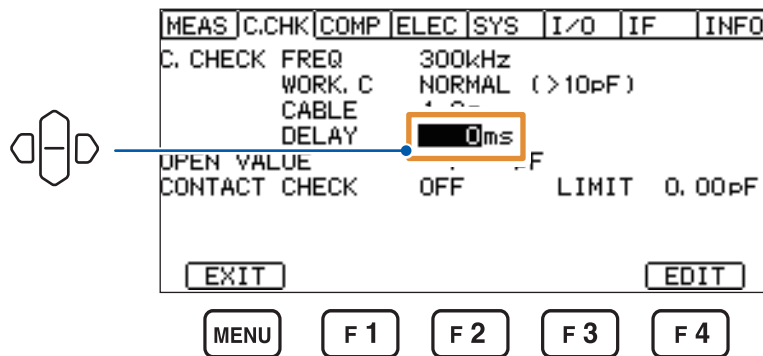 MEAS C.CHK COMP ELEC SYS I/O IF INFO
C. CHECK FREQ 300kHz
WORK. C NORMAL (>10pF)
CABLE
DELAY 0ms
OPEN VALUE
CONTACT CHECK OFF LIMIT 0.00pF
EXIT EDIT
MENU F1 F2 F3 F4